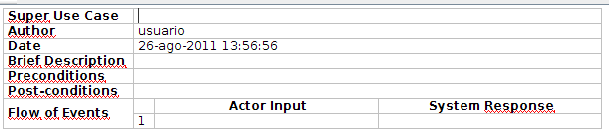 Super Use Case
Author usuario
Date 26-ago-2011 13:56:56
Brief Description
Preconditions
Post-conditions
Flow of Events Actor Input System Response
1